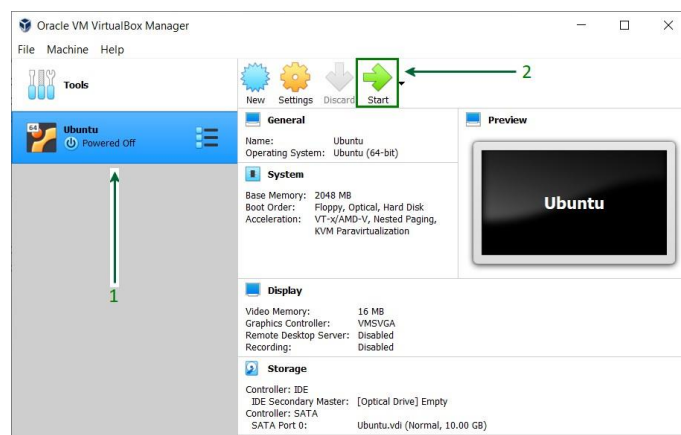 Oracle VM VirtualBox Manager
File Machine Help
Tools
New Settings Discard Start
2
64
Ubuntu
Powered Off
1
General
Name: Ubuntu
Operating System: Ubuntu (64-bit)
System
Base Memory: 2048 MB
Boot Order: Floppy, Optical, Hard Disk
Acceleration: VT-x/AMD-V, Nested Paging,
KVM Paravirtualization
Preview
Ubuntu
Display
Video Memory: 16 MB
Graphics Controller: VMSVGA
Remote Desktop Server: Disabled
Recording: Disabled
Storage
Controller: IDE
IDE Secondary Master: [Optical Drive] Empty
Controller: SATA
SATA Port 0: Ubuntu.vdi (Normal, 10.00 GB)